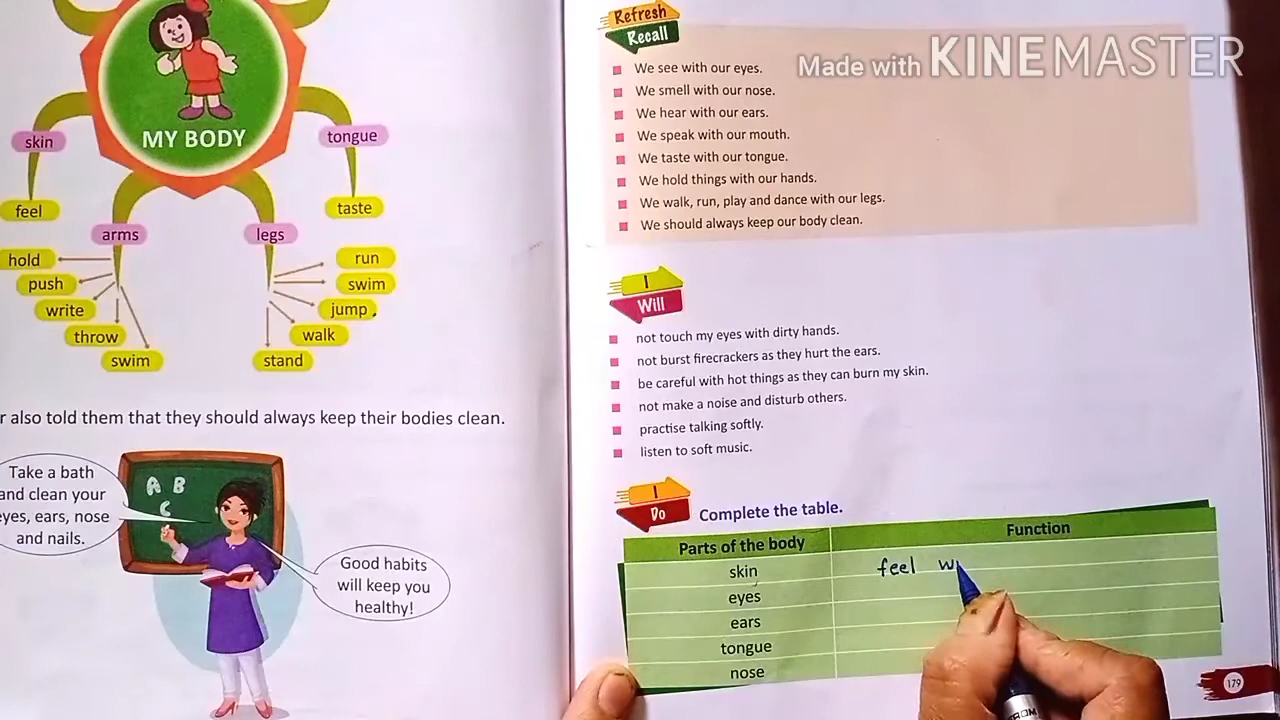 MY BODY
skin
tongue
feel
taste
arms
legs
hold
push
write
throw
swim
run
swim
jump
walk
stand
also told them that they should always keep their bodies clean.
A B
C
Take a bath
and clean your
eyes, ears, nose
and nails.
Good habits
will keep you
healthy!
Refresh
Recall
Made with KINEMASTER
We see with our eyes.
We smell with our nose.
We hear with our ears.
We speak with our mouth.
We taste with our tongue.
We hold things with our hands.
We walk, run, play and dance with our legs.
We should always keep our body clean.
I
Will
not touch my eyes with dirty hands.
not burst firecrackers as they hurt the ears.
be careful with hot things as they can burn my skin.
not make a noise and disturb others.
practise talking softly.
listen to soft music.
I
Do
Complete the table.
Parts of the body Function
skin feel wi
eyes
ears
tongue
nose
179